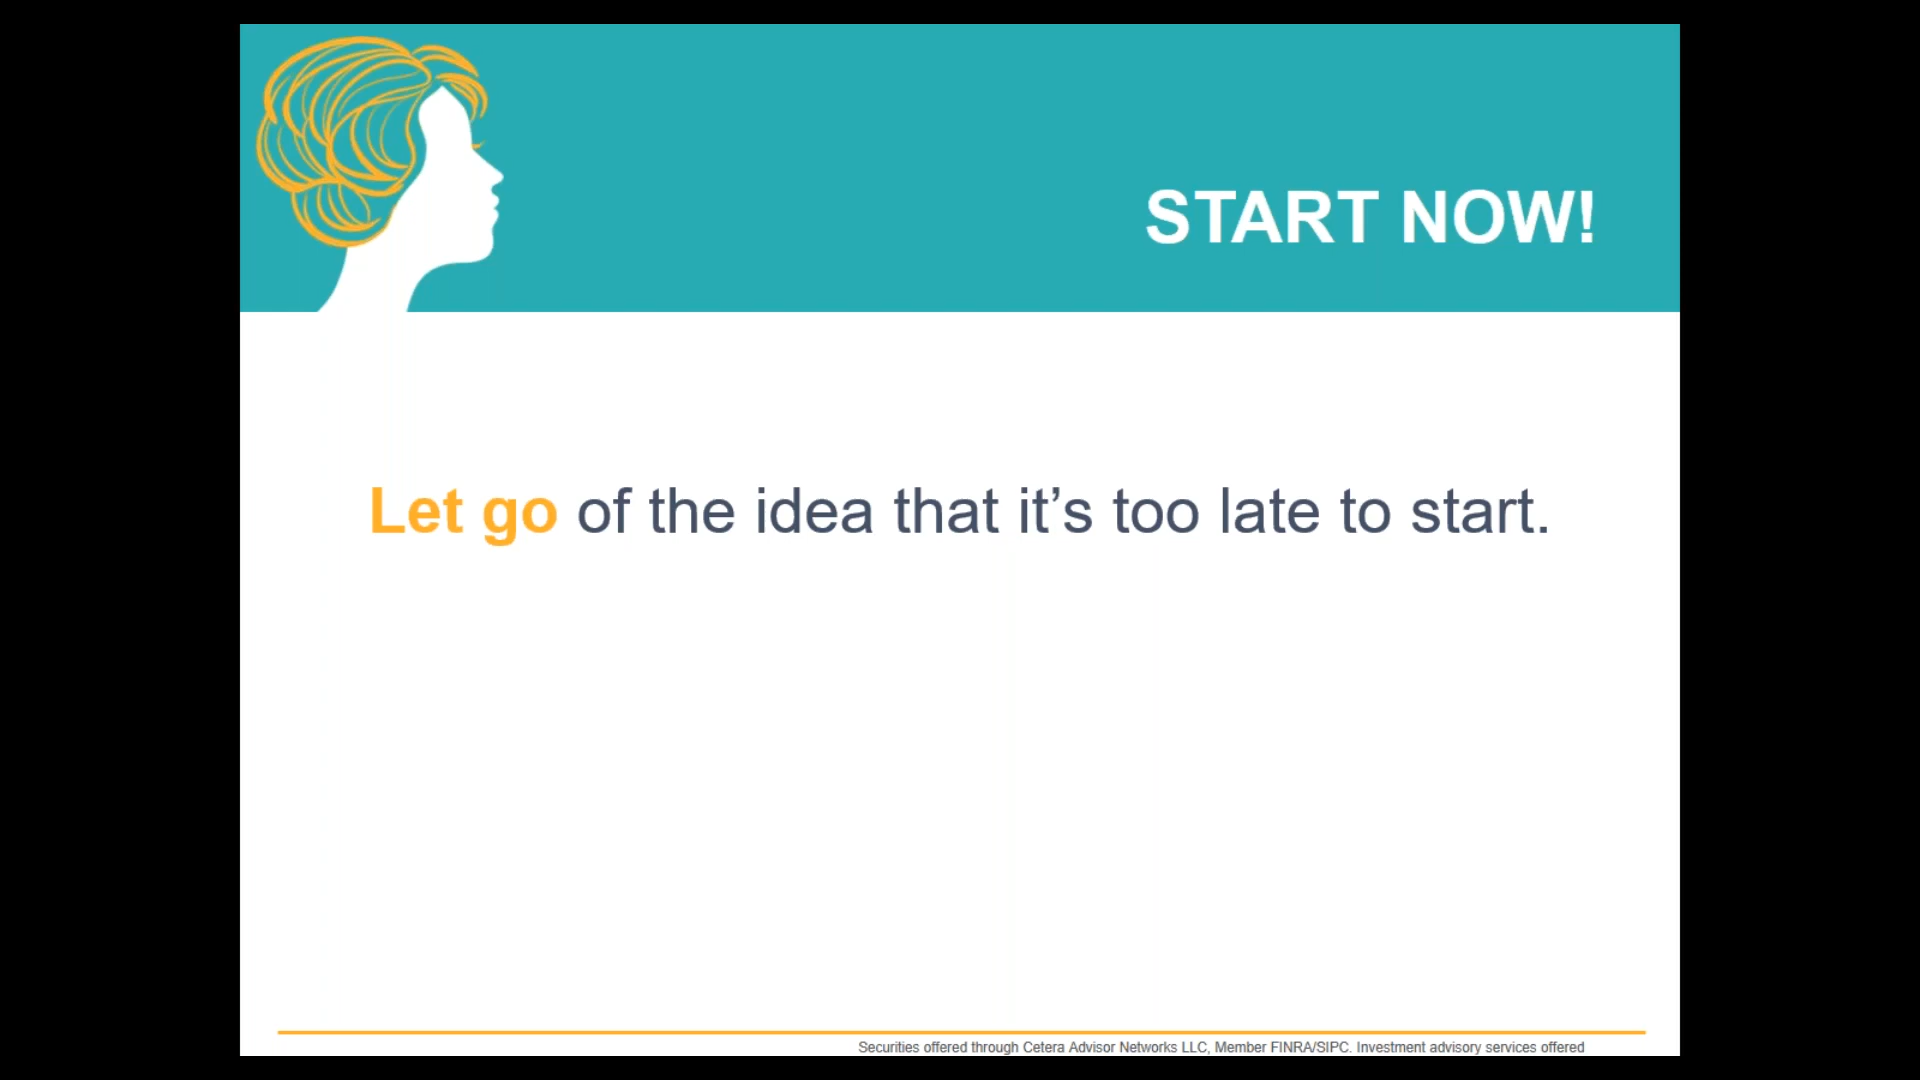 START NOW!
Let go of the idea that it’s too late to start.
Securities offered through Cetera Advisor Networks LLC, Member FINRA/SIPC. Investment advisory services offered